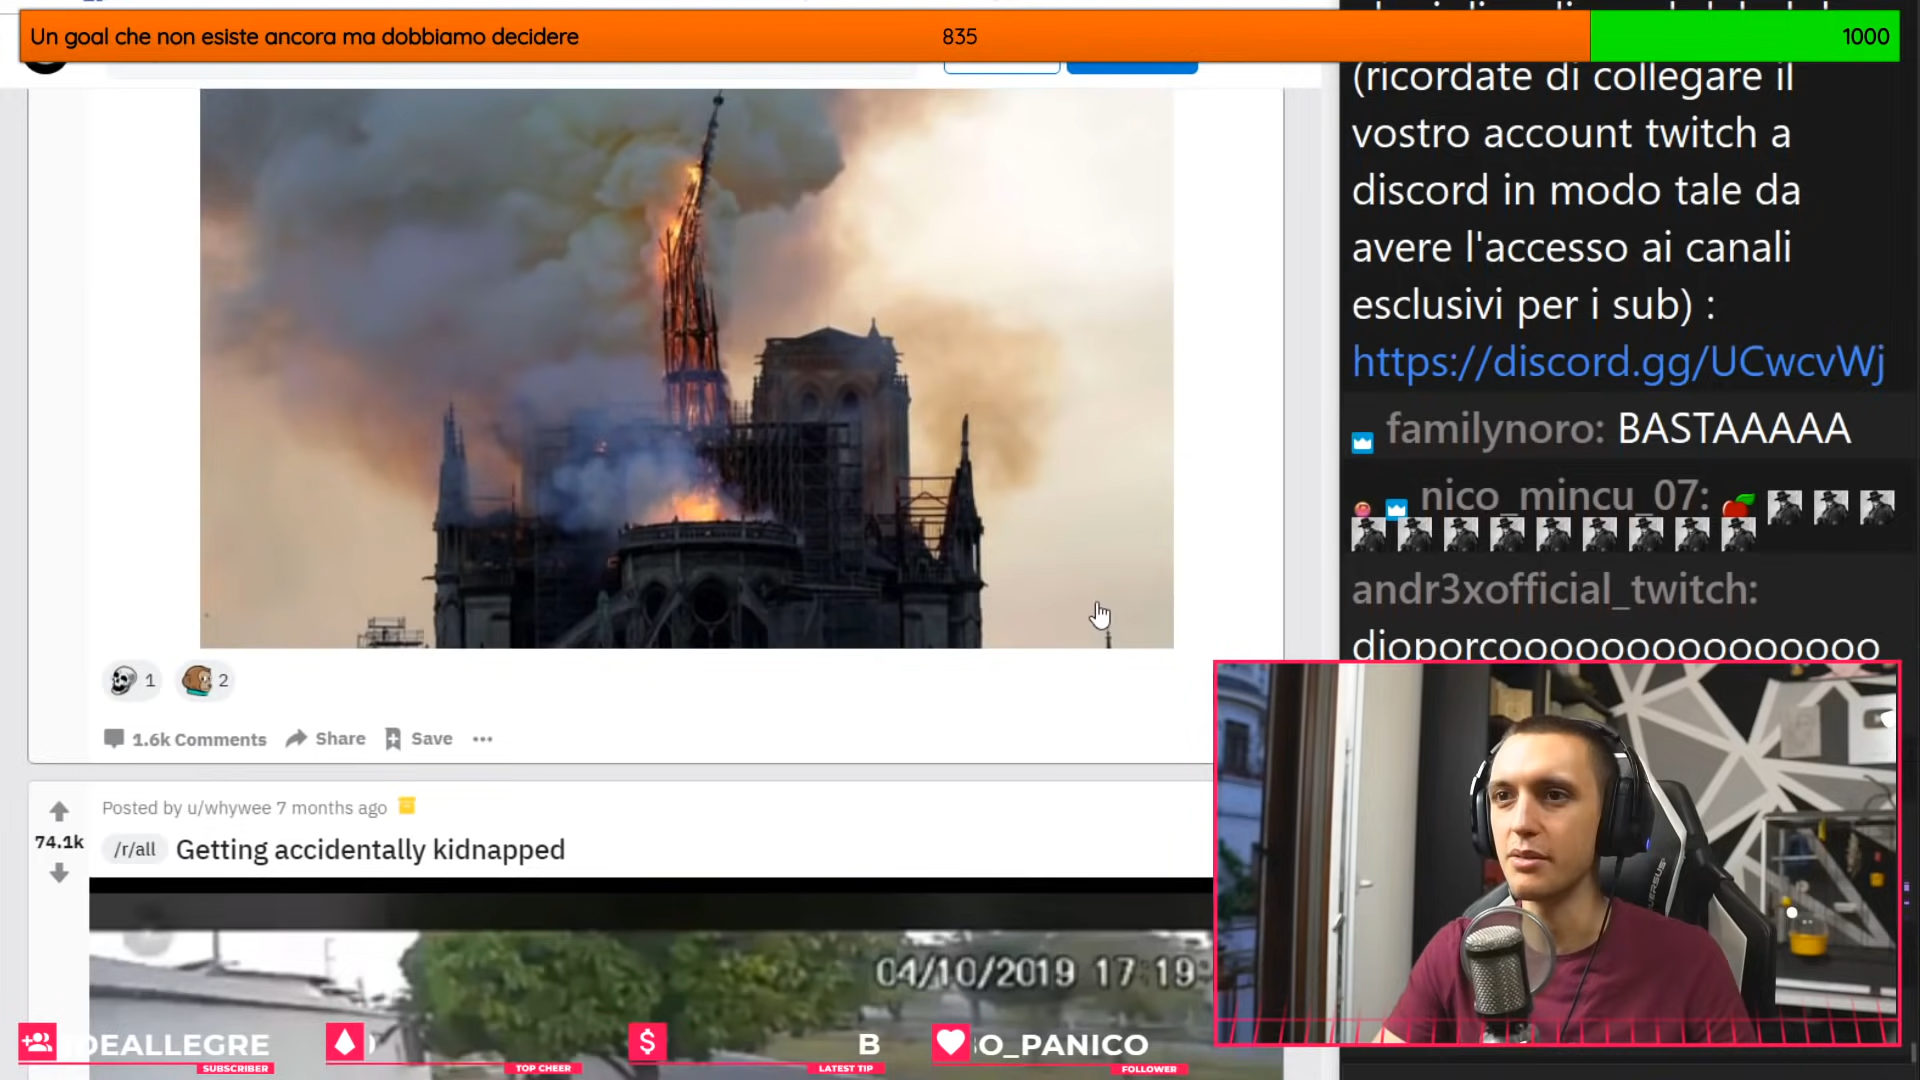 Un goal che non esiste ancora ma dobbiamo decidere
835
1000
(ricordate di collegare il
vostro account twitch a
discord in modo tale da
avere l'accesso ai canali
esclusivi per i sub) :
https://discord.gg/UCwcvWj
familynoro: BASTAAAAA
nico_mincu_07:
andr3xofficial_twitch:
dioporcooooooooooooooo
1
2
1.6k Comments
Share
Save
Posted by u/whywee 7 months ago
74.1k
/r/all
Getting accidentally kidnapped
04/10/2019 17:19
DEALLEGRE
SUBSCRIBER
TOP CHEER
B
LATEST TIP
O_PANICO
FOLLOWER
VERSUS